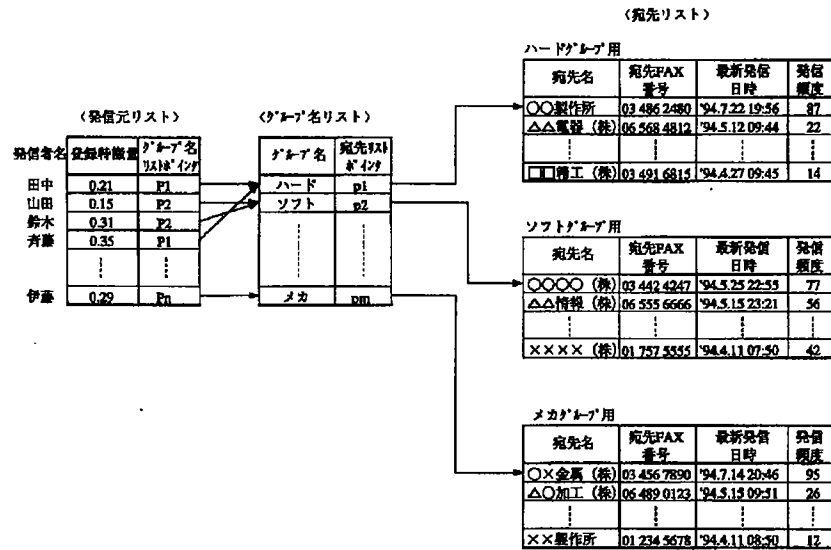 〈宛先リスト〉
ハードグループ用
宛先名 宛先FAX番号 最新発信日時 発信頻度
○○製作所 03 486 2480 '94.7.22 19:56 87
△△電器(株) 06 568 4812 '94.5.12 09:44 22
□□精工(株) 03 491 6815 '94.4.27 09:45 14
〈発信元リスト〉
発信者名 登録特徴量 グループ名リストポインタ
田中 0.21 P1
山田 0.15 P2
鈴木 0.31 P2
斉藤 0.35 P1
伊藤 0.29 Pn
〈グループ名リスト〉
グループ名 宛先リストポインタ
ハード p1
ソフト p2
メカ pm
ソフトグループ用
宛先名 宛先FAX番号 最新発信日時 発信頻度
○○○○(株) 03 442 4247 '94.5.25 22:55 77
△△情報(株) 06 555 6666 '94.5.15 23:21 56
××××(株) 01 757 5555 '94.4.11 07:50 42
メカグループ用
宛先名 宛先FAX番号 最新発信日時 発信頻度
○×金属(株) 03 456 7890 '94.7.14 20:46 95
△○加工(株) 06 489 0123 '94.5.15 09:51 26
××製作所 01 234 5678 '94.4.11 08:50 12